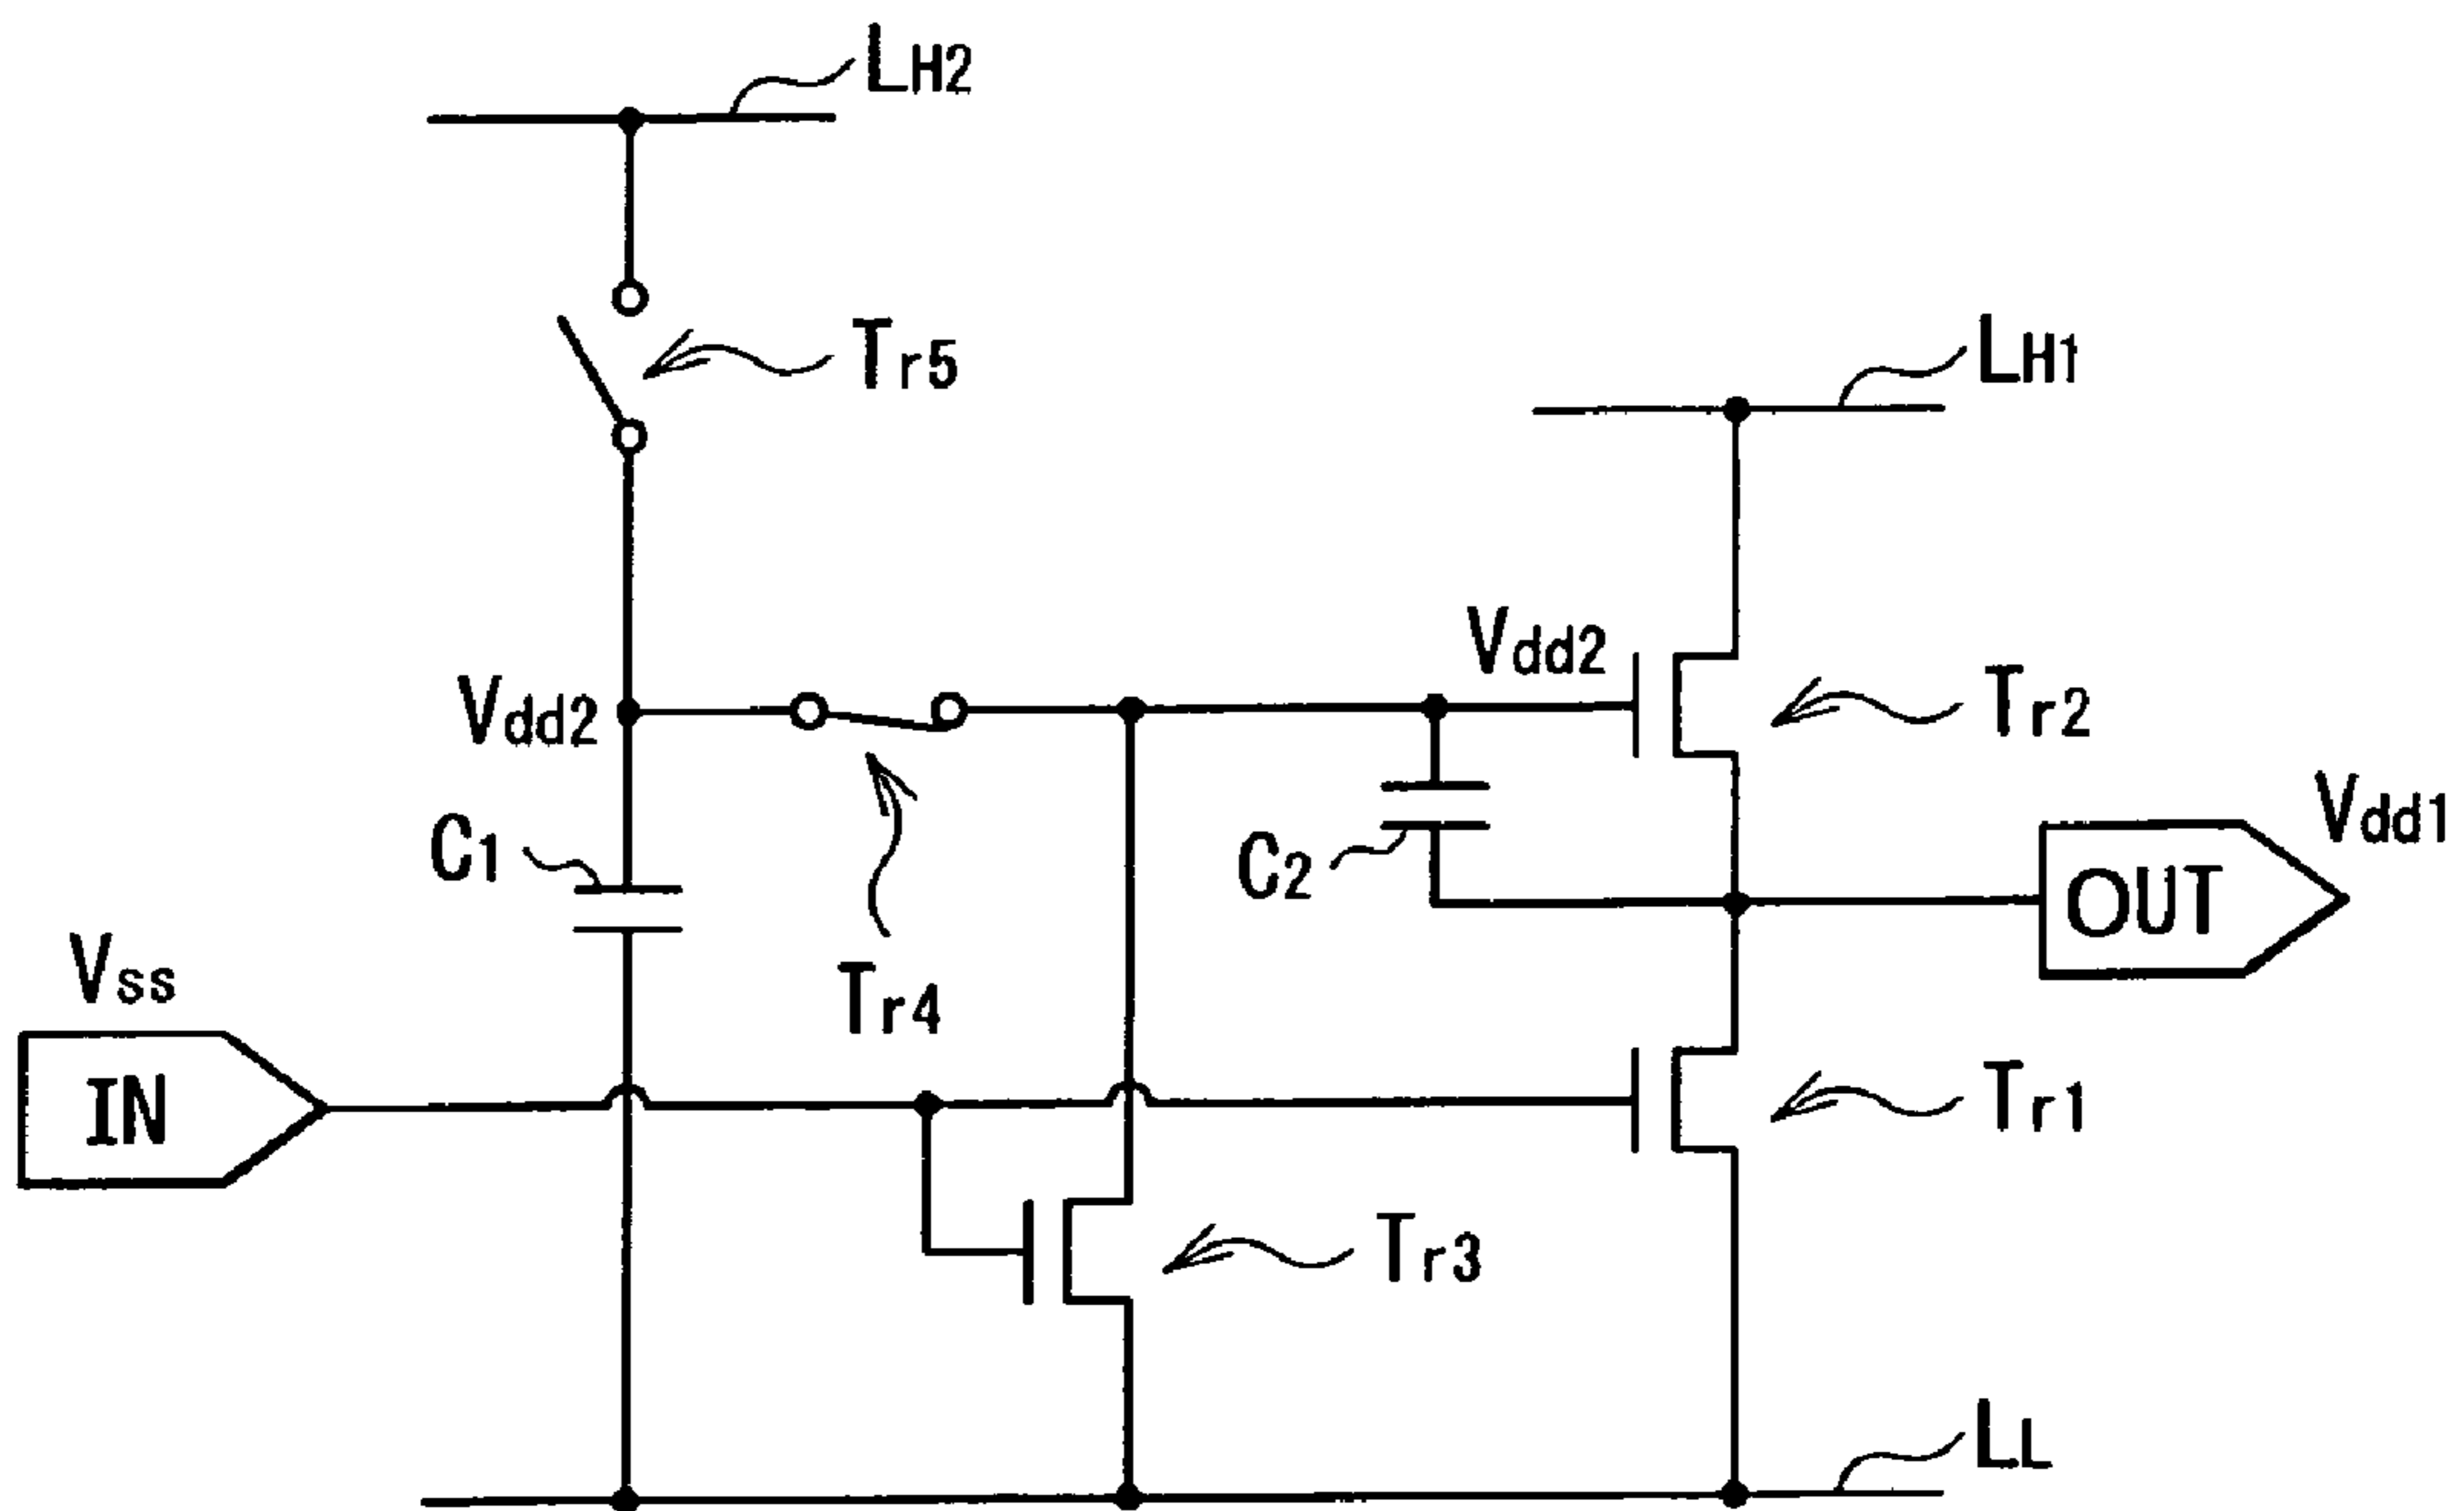 LH2
Tr5
LH1
Vdd2
Tr2
Vdd2
Vdd1
C1
C2
OUT
Vss
Tr4
IN
Tr1
Tr3
LL